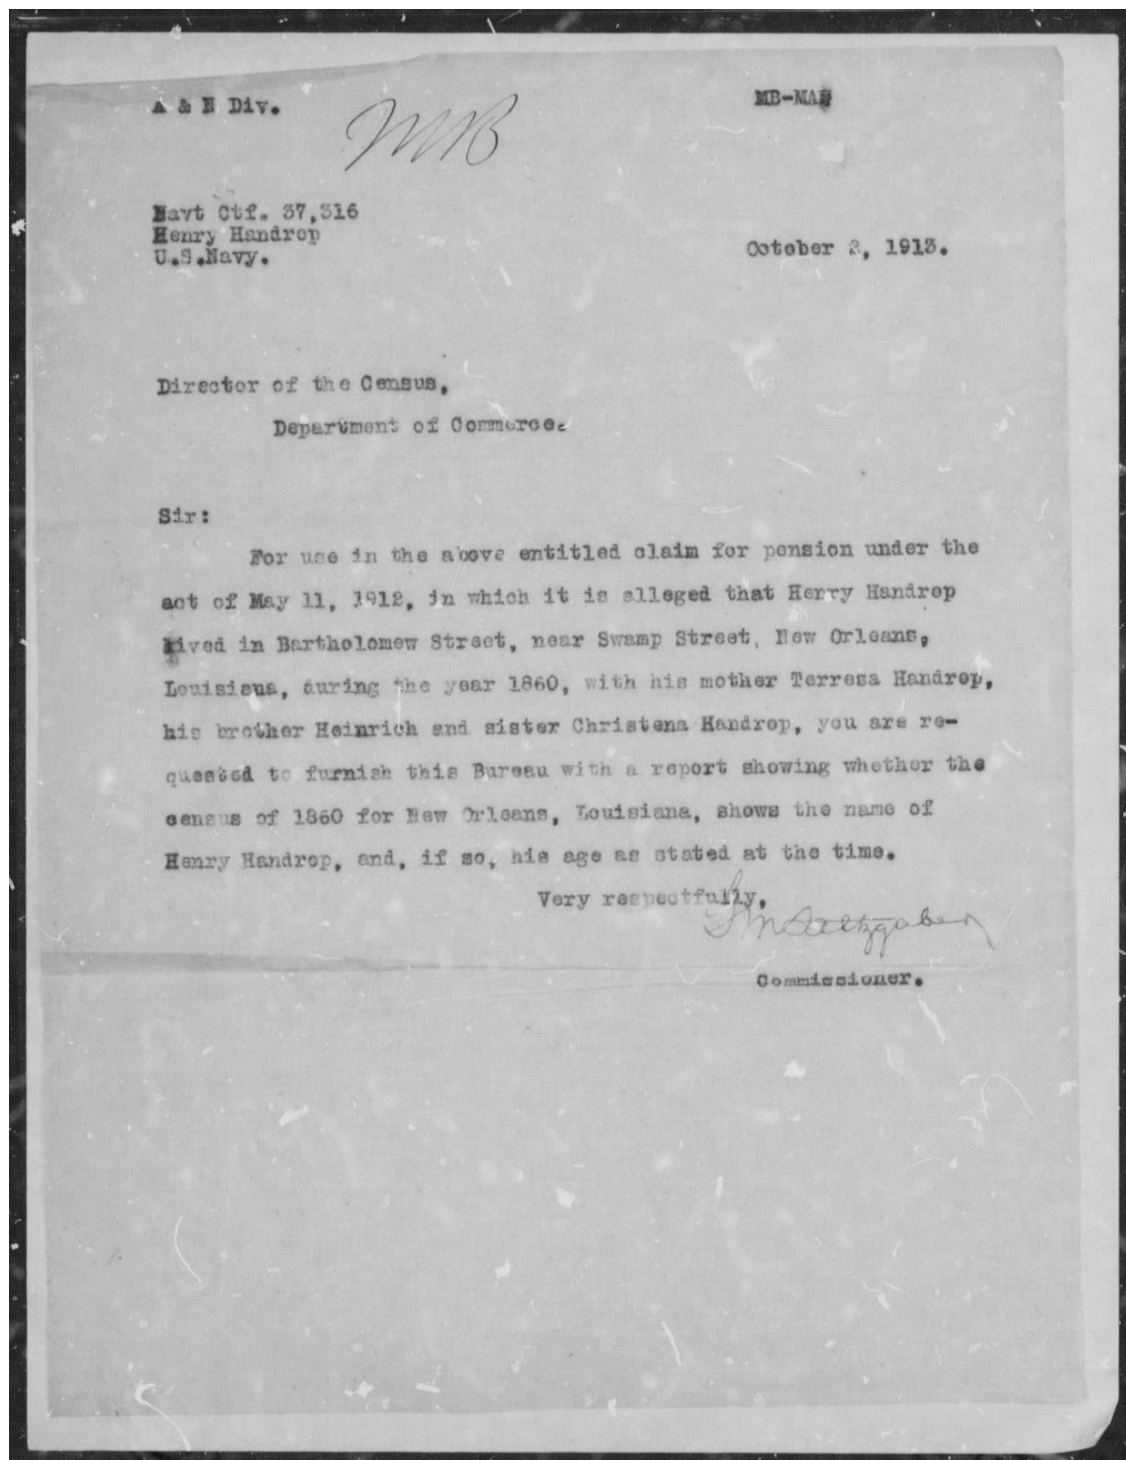 A & N Div.
MB-MAN
MB
Navt Ctf. 37,316
Henry Handrop
U.S.Navy.
October 2, 1913.
Director of the Census,
Department of Commerce.
Sir:
For use in the above entitled claim for pension under the
act of May 11, 1912, in which it is alleged that Henry Handrop
lived in Bartholomew Street, near Swamp Street, New Orleans,
Louisiana, during the year 1860, with his mother Terresa Handrop,
his brother Heinrich and sister Christena Handrop, you are re-
quested to furnish this Bureau with a report showing whether the
census of 1860 for New Orleans, Louisiana, shows the name of
Henry Handrop, and, if so, his age as stated at the time.
Very respectfully,
Saltzgaber
Commissioner.